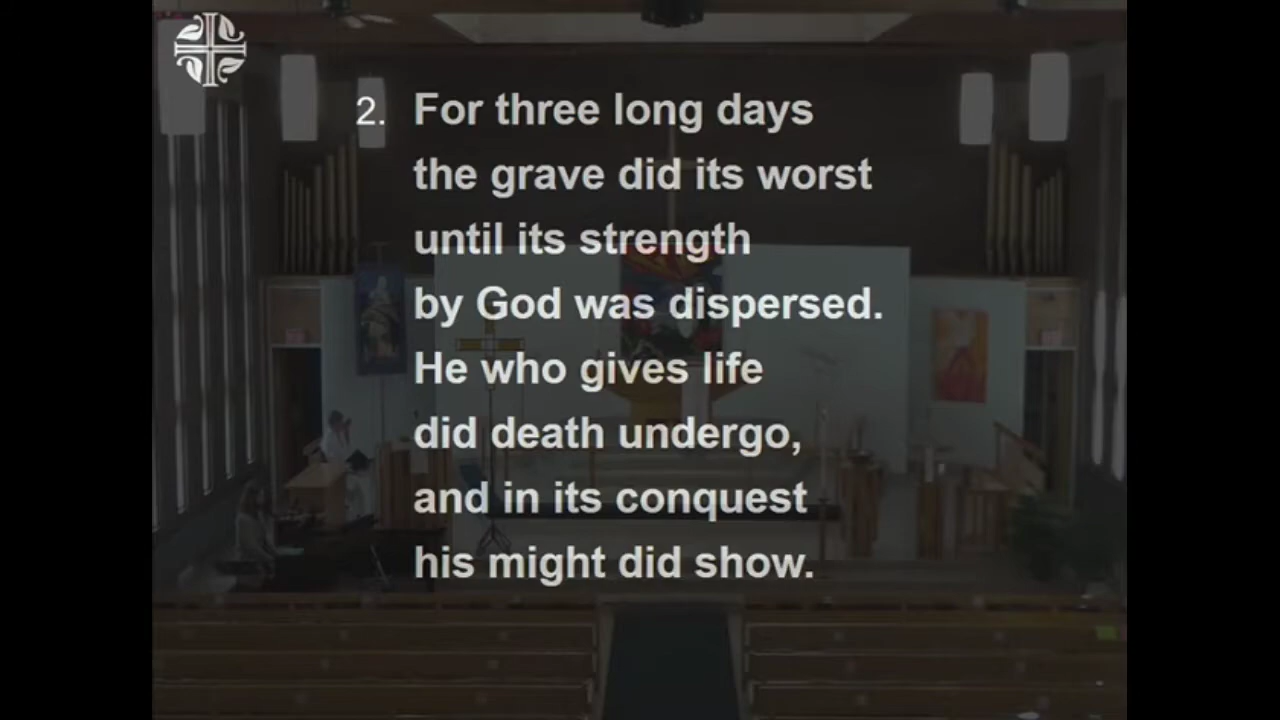 2. For three long days
the grave did its worst
until its strength
by God was dispersed.
He who gives life
did death undergo,
and in its conquest
his might did show.